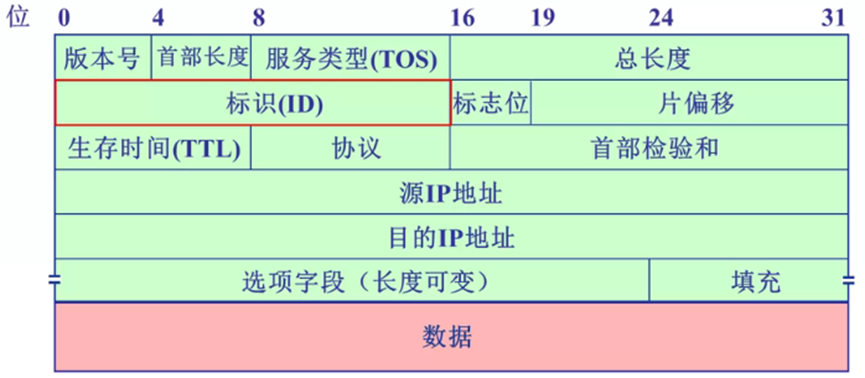 位 0 4 8 16 19 24 31
版本号 首部长度 服务类型(TOS) 总长度
标识(ID) 标志位 片偏移
生存时间(TTL) 协议 首部检验和
源IP地址
目的IP地址
选项字段（长度可变） 填充
数据